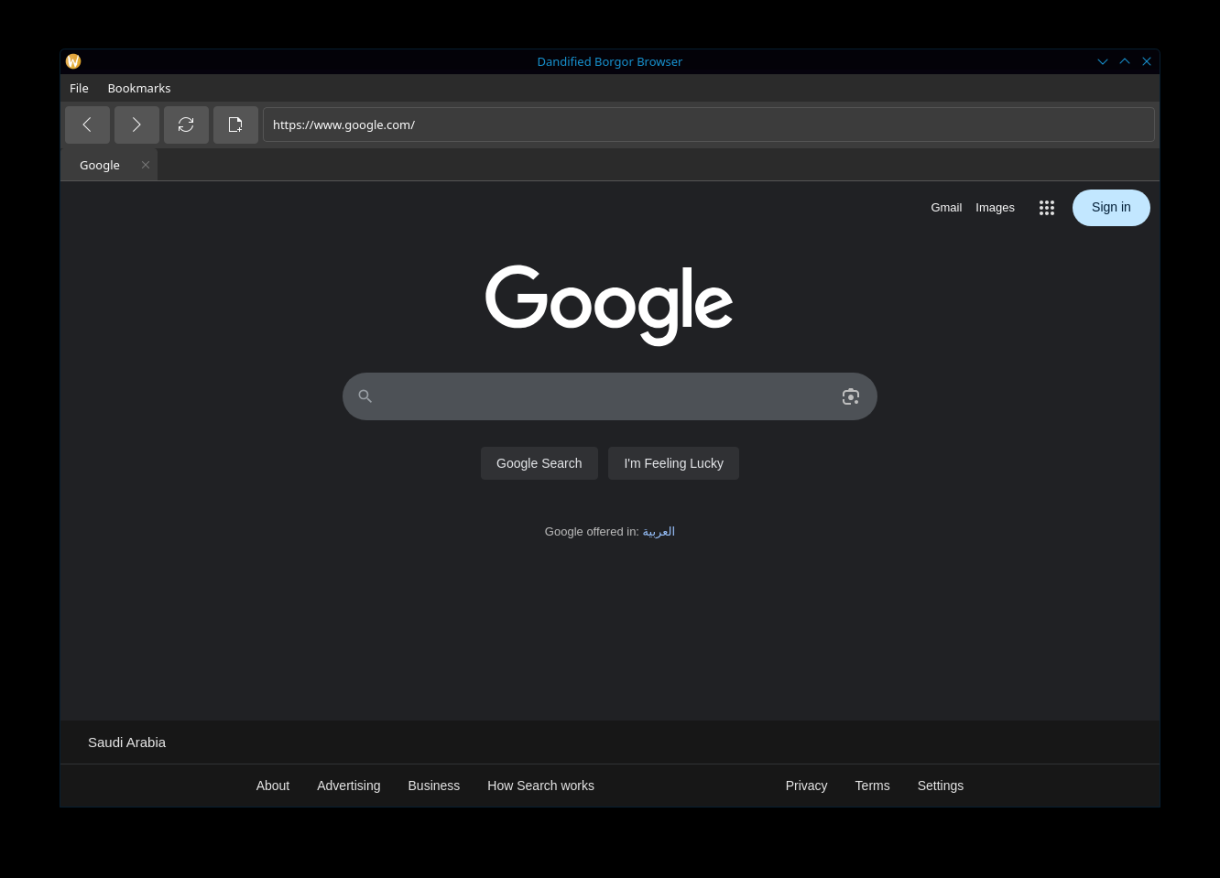 Dandified Borgor Browser
File Bookmarks
https://www.google.com/
Google
Gmail Images Sign in
Google
Google Search I'm Feeling Lucky
Google offered in: العربية
Saudi Arabia
About Advertising Business How Search works Privacy Terms Settings